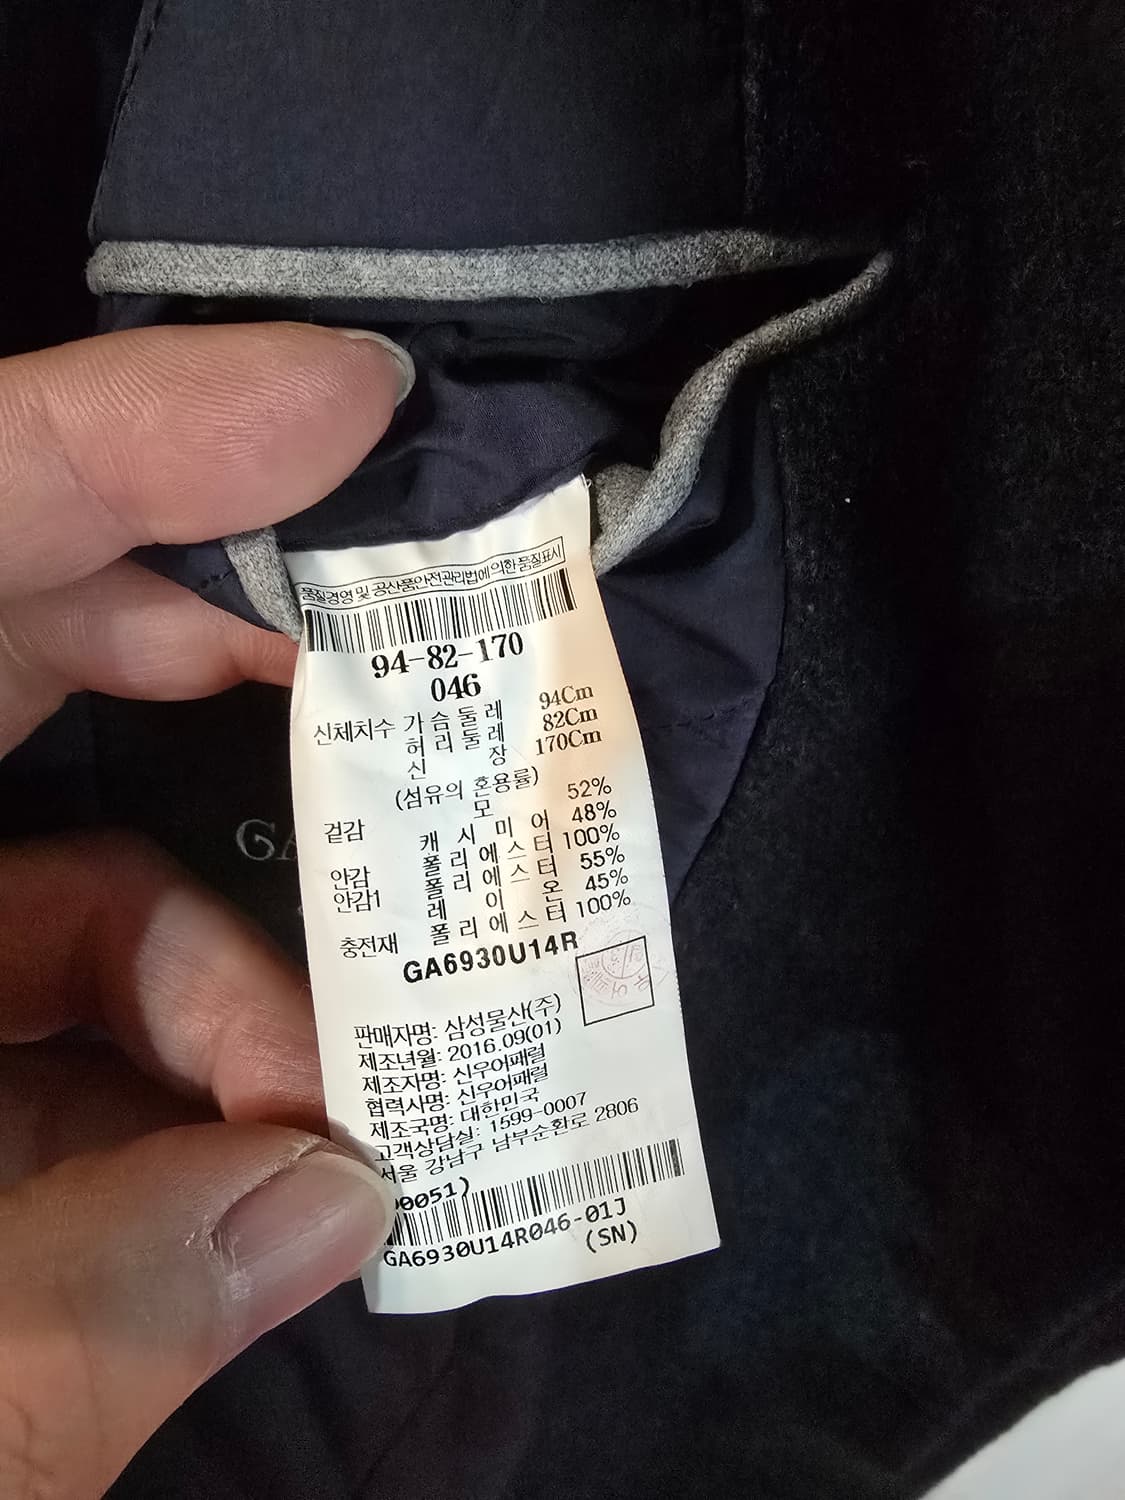 품질경영 및 공산품안전관리법에의한 품질표시
94-82-170
046
신체치수 가슴둘레 94Cm
허리둘레 82Cm
신장 170Cm
(섬유의 혼용률)
겉감 모 52%
캐시미어 48%
안감 폴리에스터 100%
안감1 폴리에스터 55%
레이온 45%
충전재 폴리에스터 100%
GA6930U14R
판매자명: 삼성물산(주)
제조년월: 2016.09(01)
제조자명: 신우어패럴
협력사명: 신우어패럴
제조국명: 대한민국
고객상담실: 1599-0007
서울 강남구 남부순환로 2806
00051)
GA6930U14R046-01J
(SN)
GA